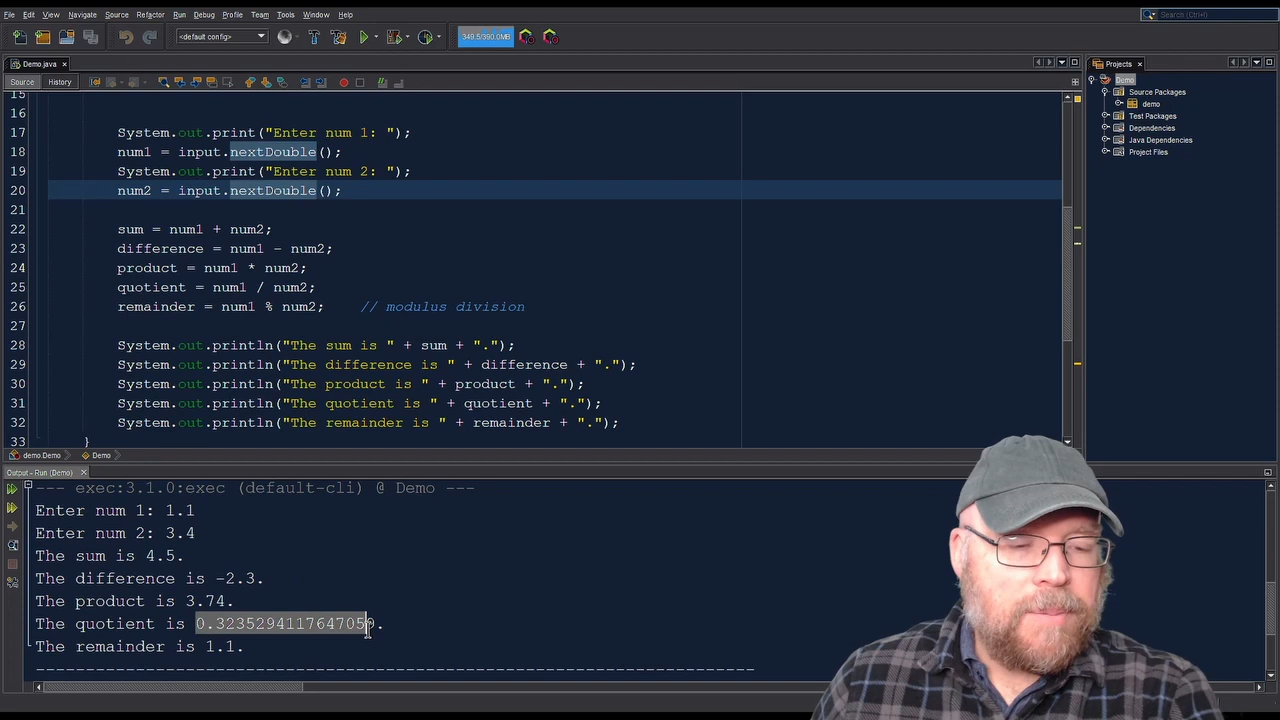 File Edit View Navigate Source Refactor Run Debug Profile Team Tools Window Help
Search (Ctrl+I)
<default config>
349.5/390.0MB
Demo.java
Projects
Source History
Demo
Source Packages
demo
Test Packages
Dependencies
Java Dependencies
Project Files
15
16
17 System.out.print("Enter num 1: ");
18 num1 = input.nextDouble();
19 System.out.print("Enter num 2: ");
20 num2 = input.nextDouble();
21
22 sum = num1 + num2;
23 difference = num1 - num2;
24 product = num1 * num2;
25 quotient = num1 / num2;
26 remainder = num1 % num2; // modulus division
28 System.out.println("The sum is " + sum + ".");
29 System.out.println("The difference is " + difference + ".");
30 System.out.println("The product is " + product + ".");
31 System.out.println("The quotient is " + quotient + ".");
32 System.out.println("The remainder is " + remainder + ".");
33 }
demo.Demo Demo
Output - Run (Demo)
--- exec:3.1.0:exec (default-cli) @ Demo ---
Enter num 1: 1.1
Enter num 2: 3.4
The sum is 4.5.
The difference is -2.3.
The product is 3.74.
The quotient is
The remainder is 1.1.